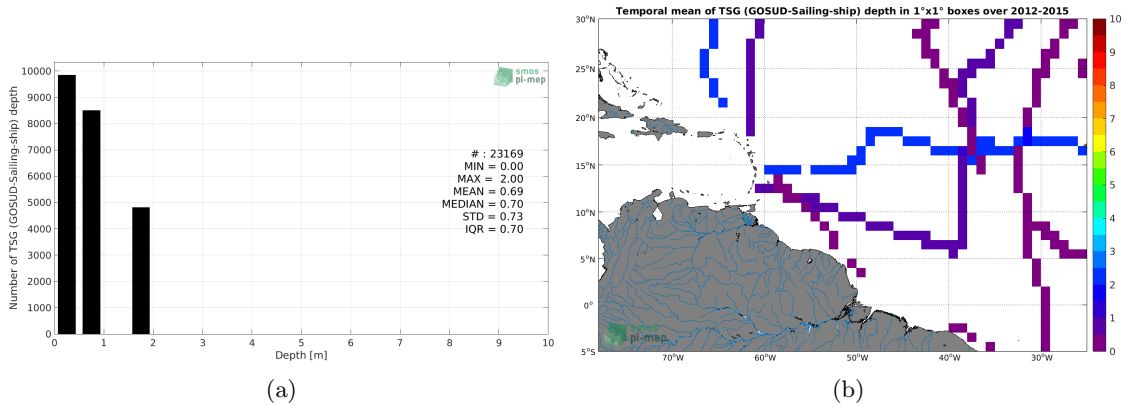 Number of TSG (GOSUD-Sailing-ship) depth
10000
9000
8000
7000
6000
5000
4000
3000
2000
1000
0
0 1 2 3 4 5 6 7 8 9 10
Depth [m]
smos
pi-mep
# : 23169
MIN = 0.00
MAX = 2.00
MEAN = 0.69
MEDIAN = 0.70
STD = 0.73
IQR = 0.70
(a)
Temporal mean of TSG (GOSUD-Sailing-ship) depth in 1°x1° boxes over 2012-2015
30°N
25°N
20°N
15°N
10°N
5°N
0°
5°S
70°W 60°W 50°W 40°W 30°W
smos
pi-mep
10
9
8
7
6
5
4
3
2
1
0
(b)